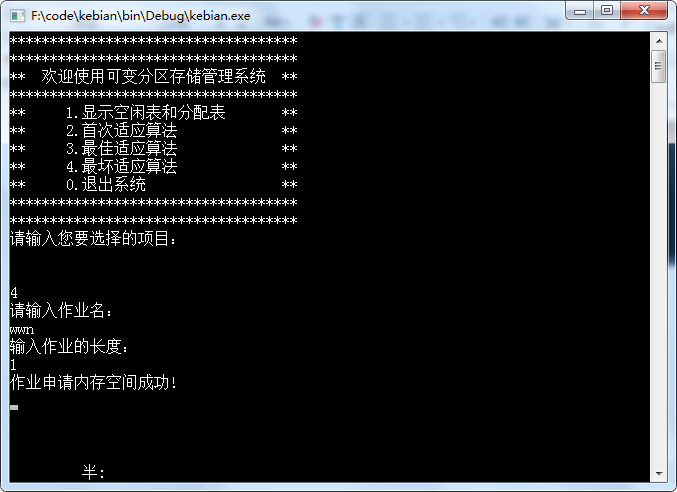 F:\code\kebian\bin\Debug\kebian.exe
************************************
************************************
**  欢迎使用可变分区存储管理系统  **
************************************
**     1.显示空闲表和分配表       **
**     2.首次适应算法             **
**     3.最佳适应算法             **
**     4.最坏适应算法             **
**     0.退出系统                 **
************************************
************************************
请输入您要选择的项目:
4
请输入作业名:
wwn
输入作业的长度:
1
作业申请内存空间成功!
半: